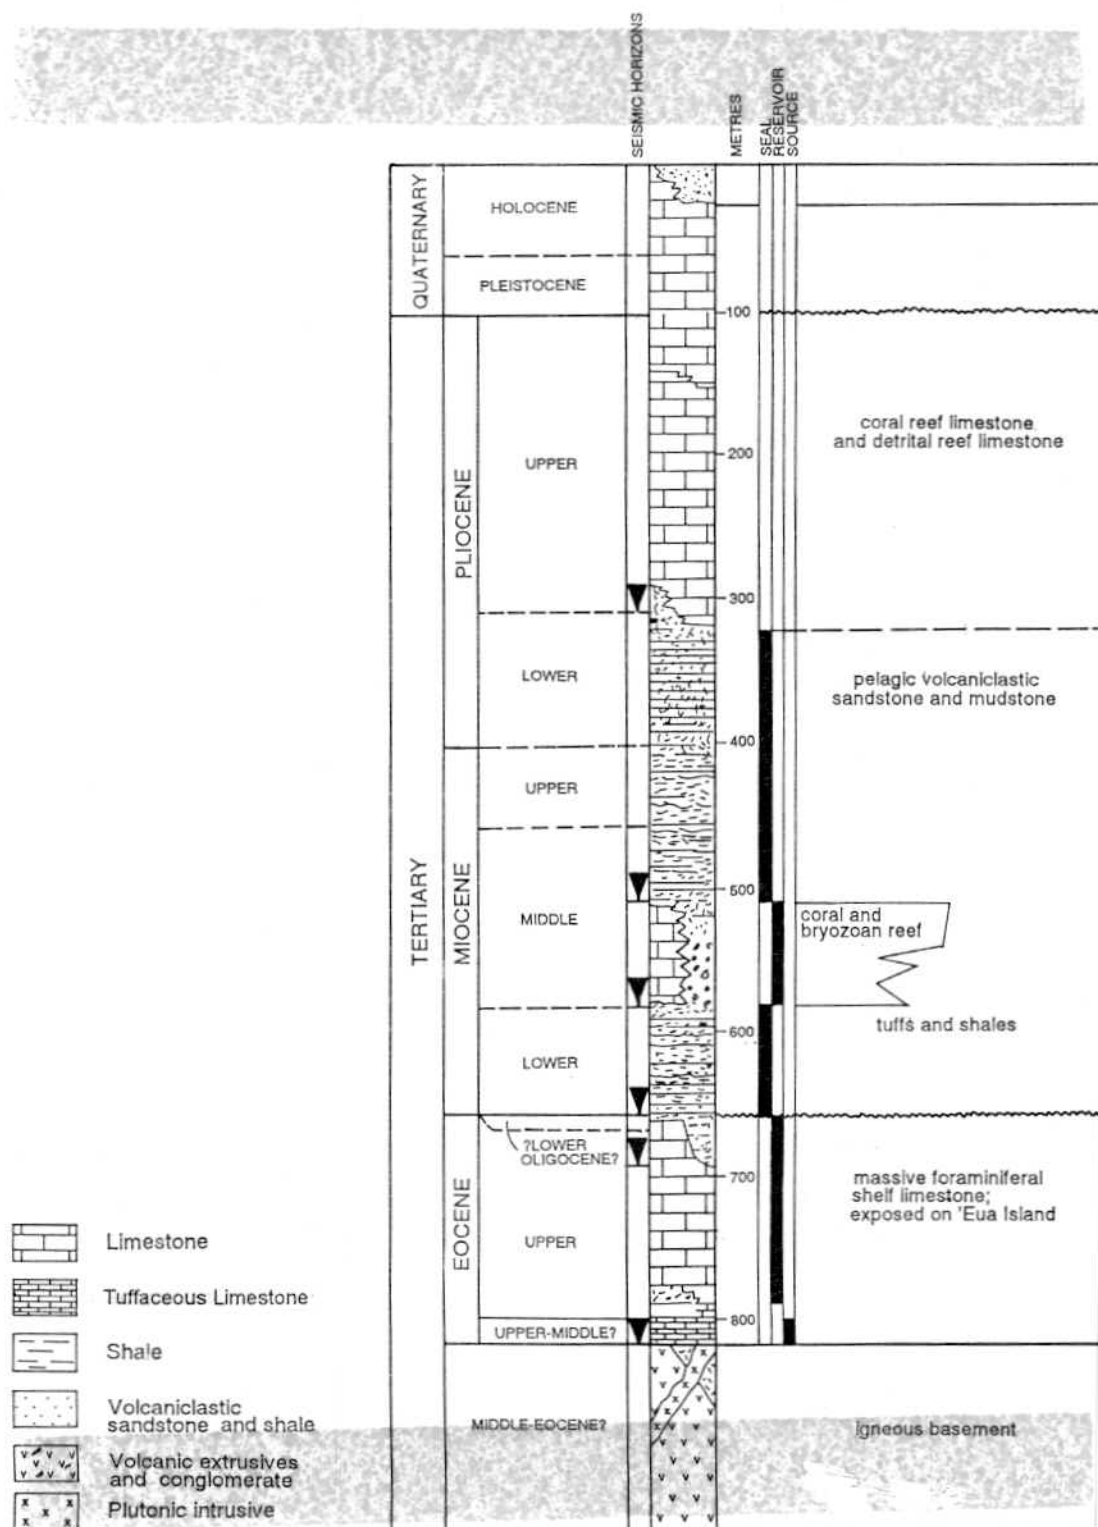 SEISMIC HORIZONS
METRES
SEAL
RESERVOIR
SOURCE
QUATERNARY
HOLOCENE
PLEISTOCENE
100
TERTIARY
PLIOCENE
UPPER
200
coral reef limestone
and detrital reef limestone
300
LOWER
pelagic volcaniclastic
sandstone and mudstone
400
MIOCENE
UPPER
500
MIDDLE
coral and
bryozoan reef
600
tuffs and shales
LOWER
EOCENE
?LOWER
OLIGOCENE?
700
massive foraminiferal
shelf limestone;
exposed on 'Eua Island
UPPER
800
UPPER-MIDDLE?
MIDDLE-EOCENE?
igneous basement
Limestone
Tuffaceous Limestone
Shale
Volcaniclastic
sandstone and shale
Volcanic extrusives
and conglomerate
Plutonic intrusive